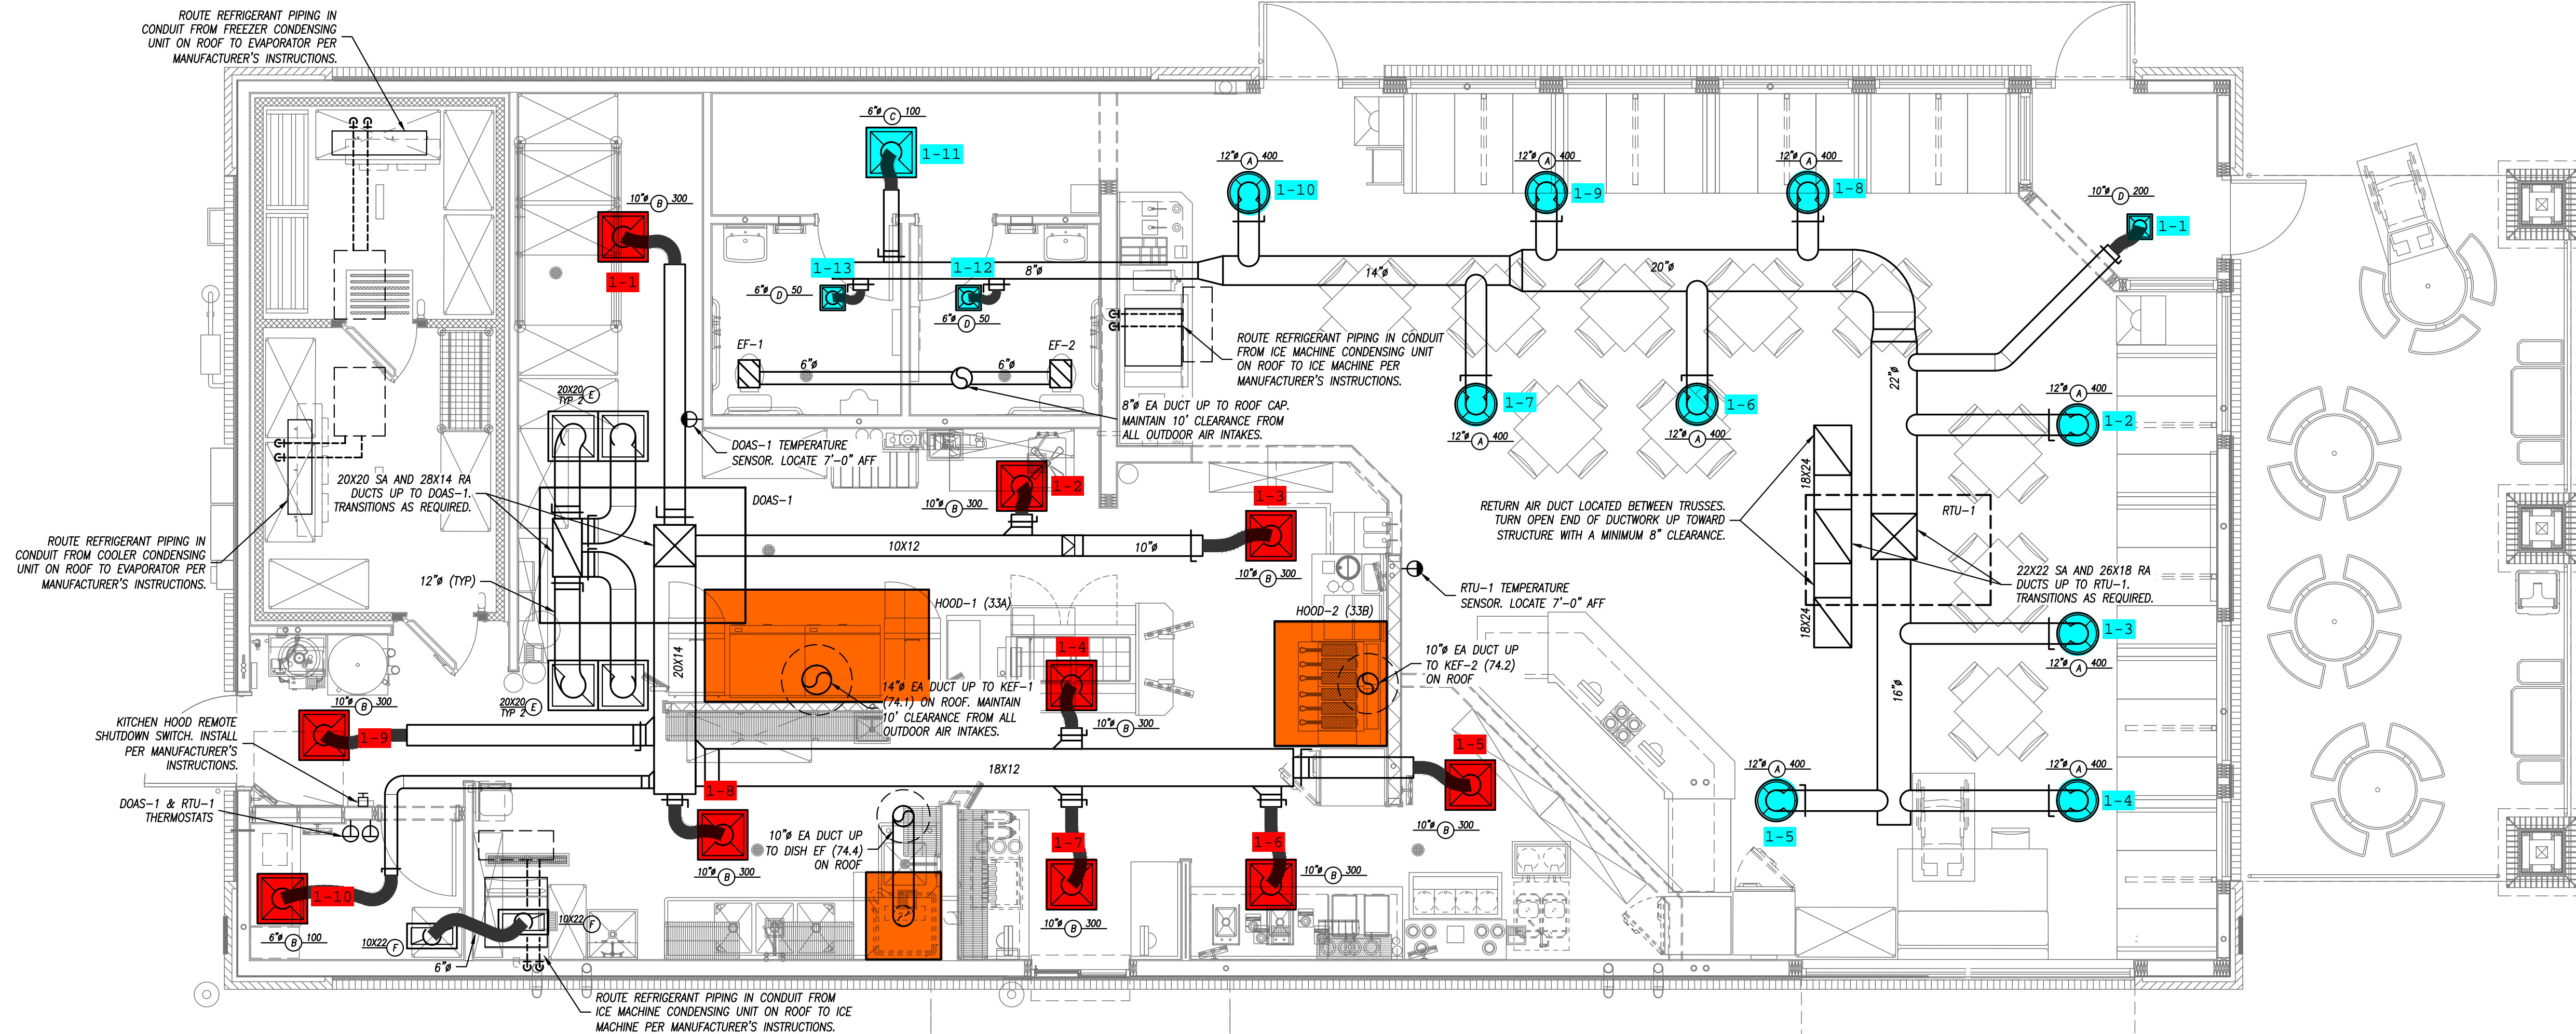 ROUTE REFRIGERANT PIPING IN
CONDUIT FROM FREEZER CONDENSING
UNIT ON ROOF TO EVAPORATOR PER
MANUFACTURER'S INSTRUCTIONS.
6"ø C 100
1-11
12"ø A 400
1-10
12"ø A 400
1-9
12"ø A 400
1-8
10"ø D 200
1-1
10"ø B 300
1-1
1-13
6"ø D 50
1-12
6"ø D 50
8"ø
14"ø
20"ø
EF-1
6"ø
6"ø
EF-2
ROUTE REFRIGERANT PIPING IN CONDUIT
FROM ICE MACHINE CONDENSING UNIT
ON ROOF TO ICE MACHINE PER
MANUFACTURER'S INSTRUCTIONS.
22"ø
8"ø EA DUCT UP TO ROOF CAP.
MAINTAIN 10' CLEARANCE FROM
ALL OUTDOOR AIR INTAKES.
1-7
12"ø A 400
1-6
12"ø A 400
12"ø A 400
1-2
20X20
TYP 2 E
DOAS-1 TEMPERATURE
SENSOR. LOCATE 7'-0" AFF
20X20 SA AND 28X14 RA
DUCTS UP TO DOAS-1.
TRANSITIONS AS REQUIRED.
DOAS-1
1-2
10"ø B 300
1-3
10"ø B 300
10X12
10"ø
RETURN AIR DUCT LOCATED BETWEEN TRUSSES.
TURN OPEN END OF DUCTWORK UP TOWARD
STRUCTURE WITH A MINIMUM 8" CLEARANCE.
18X24
18X24
RTU-1
ROUTE REFRIGERANT PIPING IN
CONDUIT FROM COOLER CONDENSING
UNIT ON ROOF TO EVAPORATOR PER
MANUFACTURER'S INSTRUCTIONS.
12"ø (TYP)
HOOD-1 (33A)
HOOD-2 (33B)
RTU-1 TEMPERATURE
SENSOR. LOCATE 7'-0" AFF
22X22 SA AND 26X18 RA
DUCTS UP TO RTU-1.
TRANSITIONS AS REQUIRED.
1-3
12"ø A 400
20X14
14"ø EA DUCT UP TO KEF-1
(74.1) ON ROOF. MAINTAIN
10' CLEARANCE FROM ALL
OUTDOOR AIR INTAKES.
1-4
10"ø B 300
10"ø EA DUCT UP
TO KEF-2 (74.2)
ON ROOF
16"ø
20X20
TYP 2 E
10"ø B 300
1-9
KITCHEN HOOD REMOTE
SHUTDOWN SWITCH. INSTALL
PER MANUFACTURER'S
INSTRUCTIONS.
DOAS-1 & RTU-1
THERMOSTATS
18X12
1-5
10"ø B 300
12"ø A 400
1-5
12"ø A 400
1-4
1-8
10"ø B 300
10"ø EA DUCT UP
TO DISH EF (74.4)
ON ROOF
1-7
10"ø B 300
1-6
10"ø B 300
1-10
6"ø B 100
10X22 F
10X22 F
6"ø
ROUTE REFRIGERANT PIPING IN CONDUIT FROM
ICE MACHINE CONDENSING UNIT ON ROOF TO ICE
MACHINE PER MANUFACTURER'S INSTRUCTIONS.